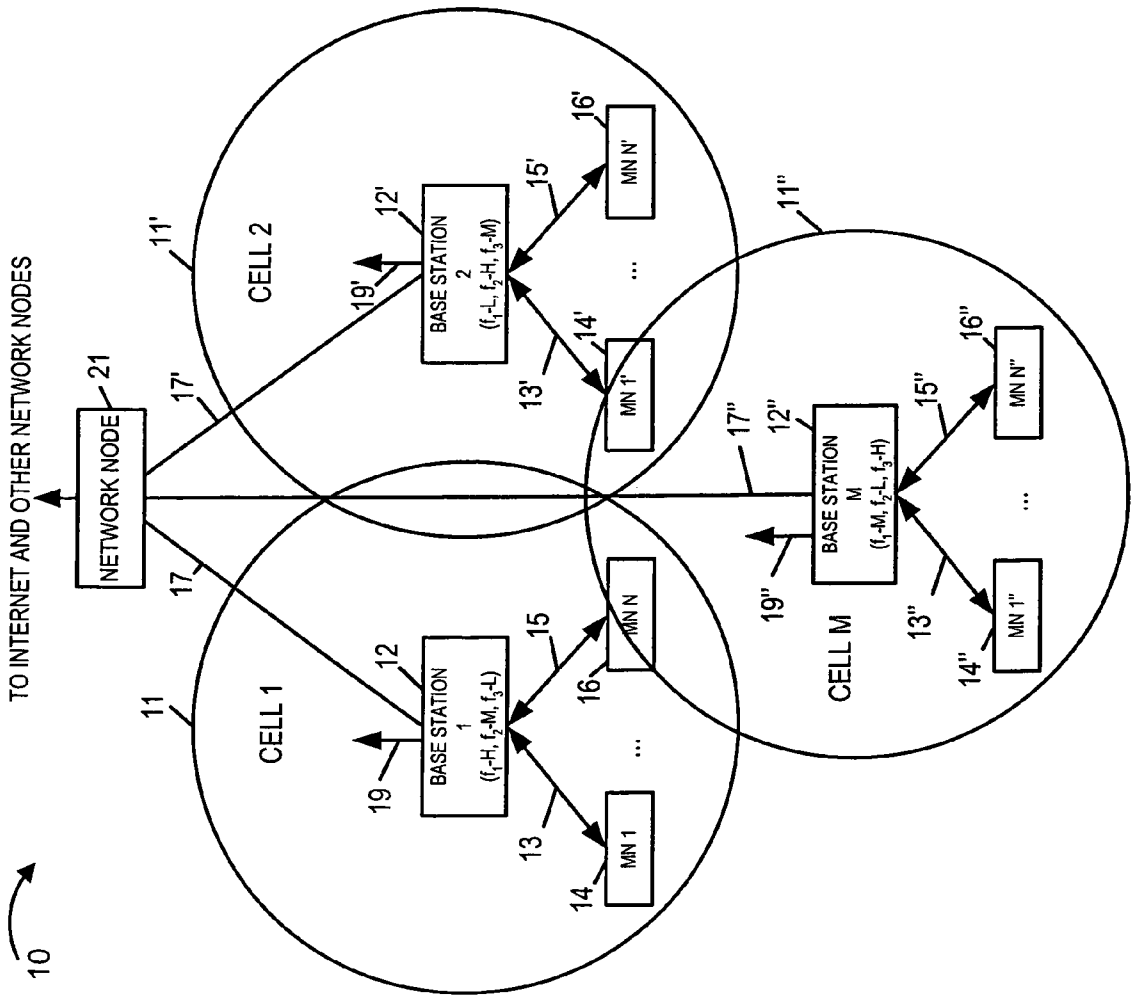 TO INTERNET AND OTHER NETWORK NODES
10
NETWORK NODE
21
17
17'
17"
11
CELL 1
19
12
BASE STATION
1
(f₁-H, f₂-M, f₃-L)
13
15
14
MN 1
...
16
MN N
11'
CELL 2
19'
12'
BASE STATION
2
(f₁-L, f₂-H, f₃-M)
13'
15'
14'
MN 1'
...
16'
MN N'
11"
CELL M
19"
12"
BASE STATION
M
(f₁-M, f₂-L, f₃-H)
13"
15"
14"
MN 1"
...
16"
MN N"